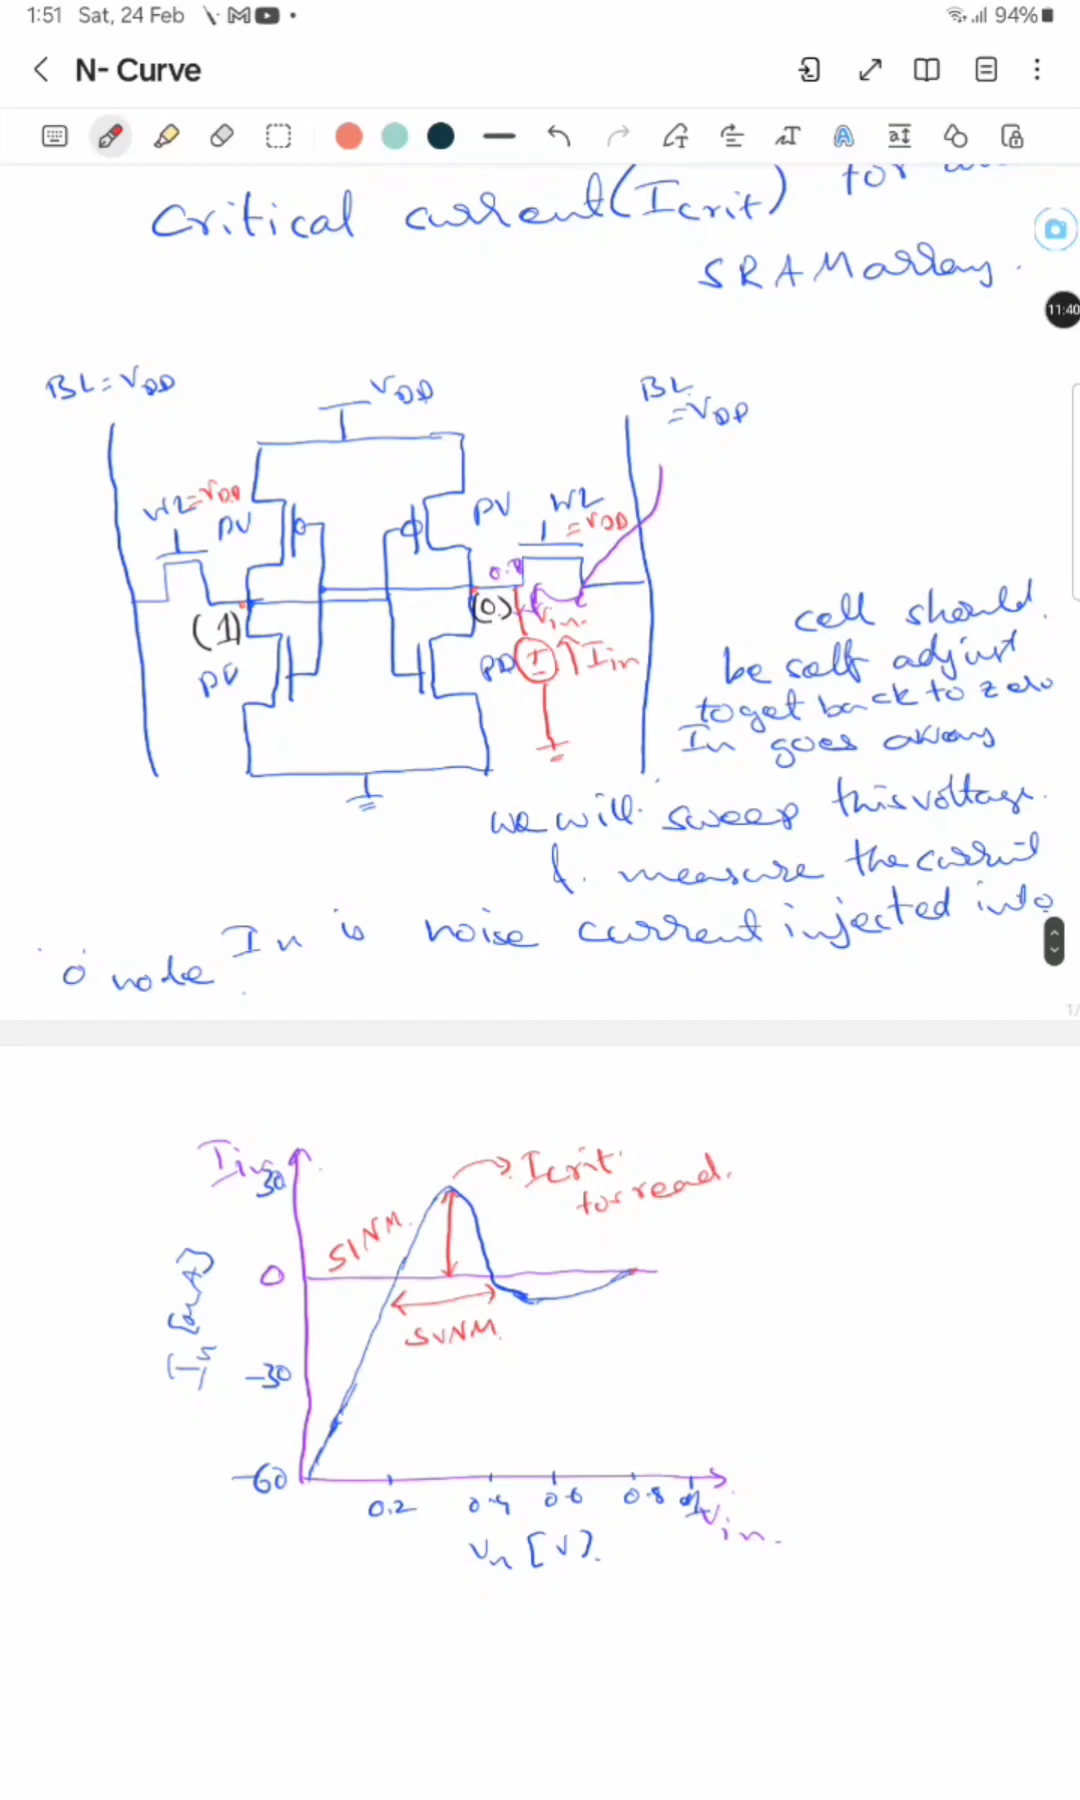 1:51 Sat, 24 Feb
94%
N- Curve
for
Critical current (Icrit)
SRAM array.
11:40
BL = VDD
VDD
BL
= VDD
WL = VDD
PU
PU
WL
= VDD
(1)
(0)
Vin.
PD
Iin
cell should
be self adjust
to get back to zero
In goes away
we will sweep this voltage.
&. measure the current
In is noise current injected into
'0' node.
1/
Iin
30
Icrit.
for read.
SINM.
0
SVNM.
-30
-60
0.2
0.4
0.6
0.8
Vin.
Vn [V].